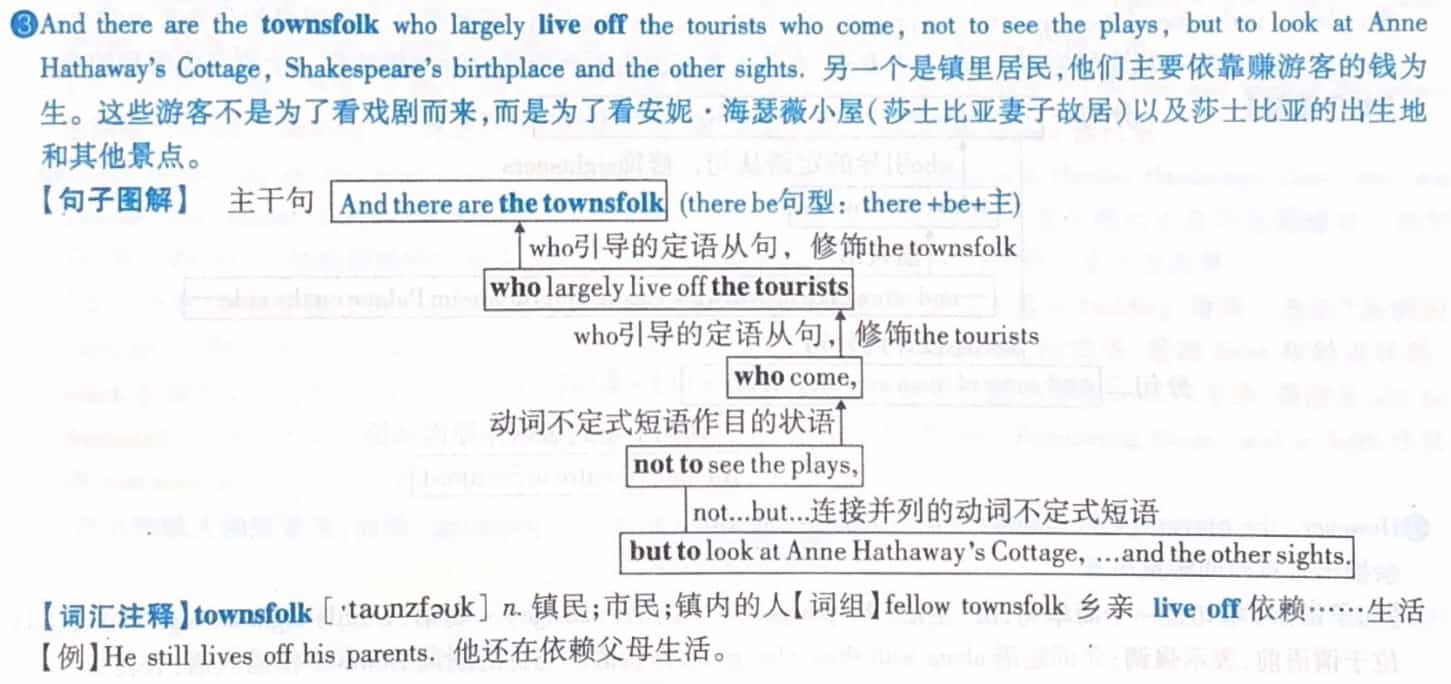 ❸And there are the townsfolk who largely live off the tourists who come, not to see the plays, but to look at Anne
Hathaway's Cottage, Shakespeare's birthplace and the other sights. 另一个是镇里居民,他们主要依靠赚游客的钱为
生。这些游客不是为了看戏剧而来,而是为了看安妮·海瑟薇小屋(莎士比亚妻子故居)以及莎士比亚的出生地
和其他景点。
【句子图解】 主干句 And there are the townsfolk (there be句型:there +be+主)
who引导的定语从句，修饰the townsfolk
who largely live off the tourists
who引导的定语从句，修饰the tourists
who come,
动词不定式短语作目的状语
not to see the plays,
not...but...连接并列的动词不定式短语
but to look at Anne Hathaway's Cottage, ...and the other sights.
【词汇注释】townsfolk [ˈtaʊnzfəʊk] n. 镇民;市民;镇内的人【词组】fellow townsfolk 乡亲 live off 依赖……生活
【例】He still lives off his parents. 他还在依赖父母生活。